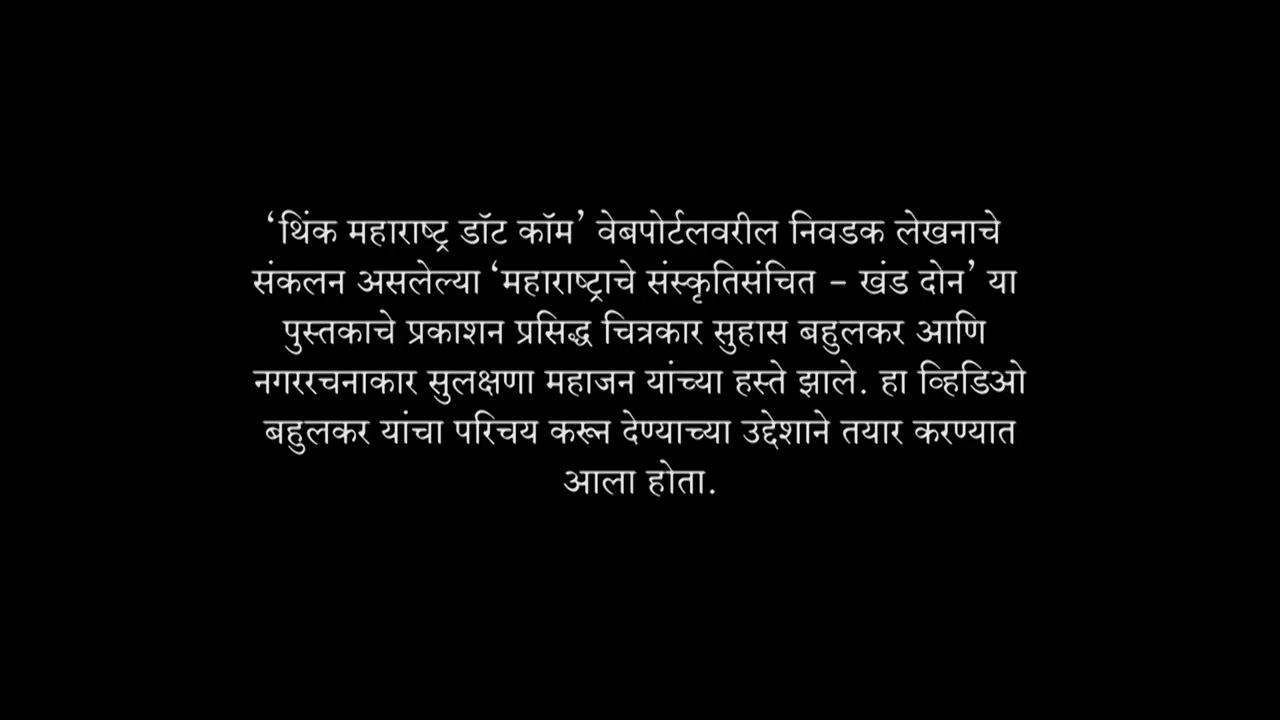 ‘थिंक महाराष्ट्र डॉट कॉम’ वेबपोर्टलवरील निवडक लेखनाचे
संकलन असलेल्या ‘महाराष्ट्राचे संस्कृतिसंचित – खंड दोन’ या
पुस्तकाचे प्रकाशन प्रसिद्ध चित्रकार सुहास बहुलकर आणि
नगररचनाकार सुलक्षणा महाजन यांच्या हस्ते झाले. हा व्हिडिओ
बहुलकर यांचा परिचय करून देण्याच्या उद्देशाने तयार करण्यात
आला होता.